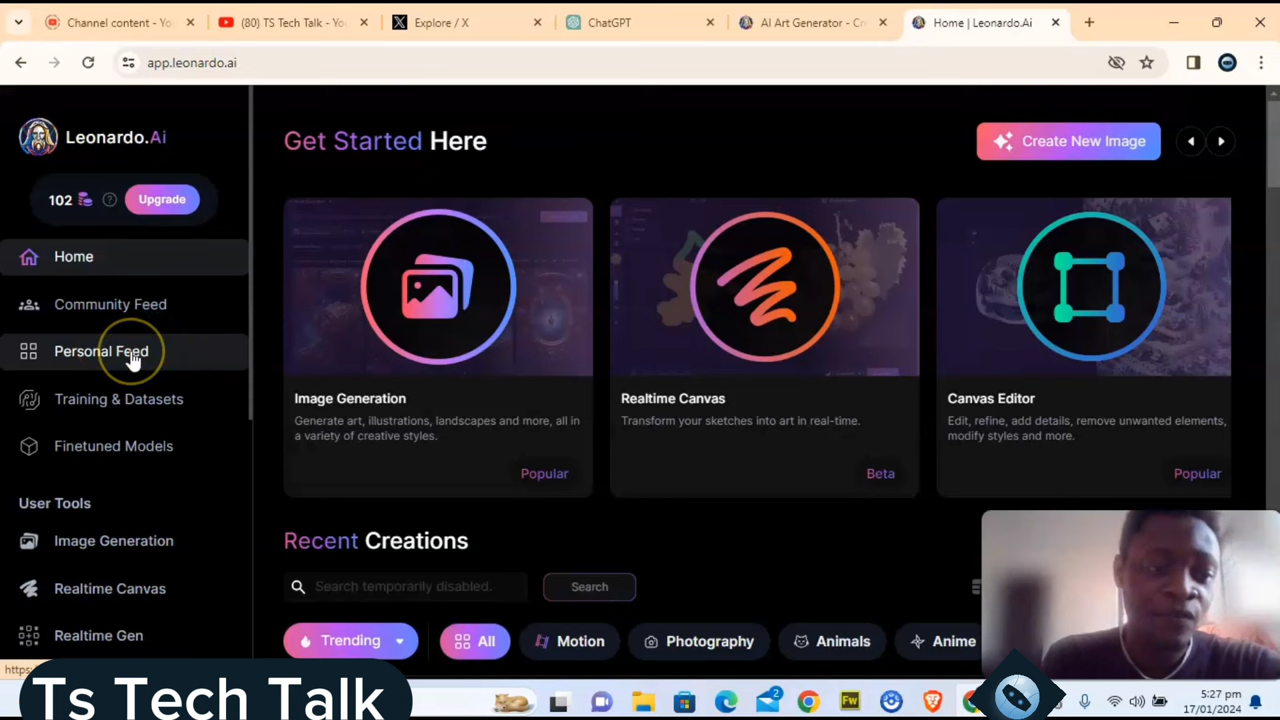 Channel content - Yo
(80) TS Tech Talk - You
Explore / X
ChatGPT
AI Art Generator - Cre
Home | Leonardo.Ai
app.leonardo.ai
Leonardo.Ai
102
Upgrade
Home
Community Feed
Personal Feed
Training & Datasets
Finetuned Models
User Tools
Image Generation
Realtime Canvas
Realtime Gen
Get Started Here
Create New Image
Image Generation
Generate art, illustrations, landscapes and more, all in
a variety of creative styles.
Popular
Realtime Canvas
Transform your sketches into art in real-time.
Beta
Canvas Editor
Edit, refine, add details, remove unwanted elements,
modify styles and more.
Popular
Recent Creations
Search temporarily disabled.
Search
Trending
All
Motion
Photography
Animals
Anime
https
Ts Tech Talk
2
Fw
5:27 pm
17/01/2024